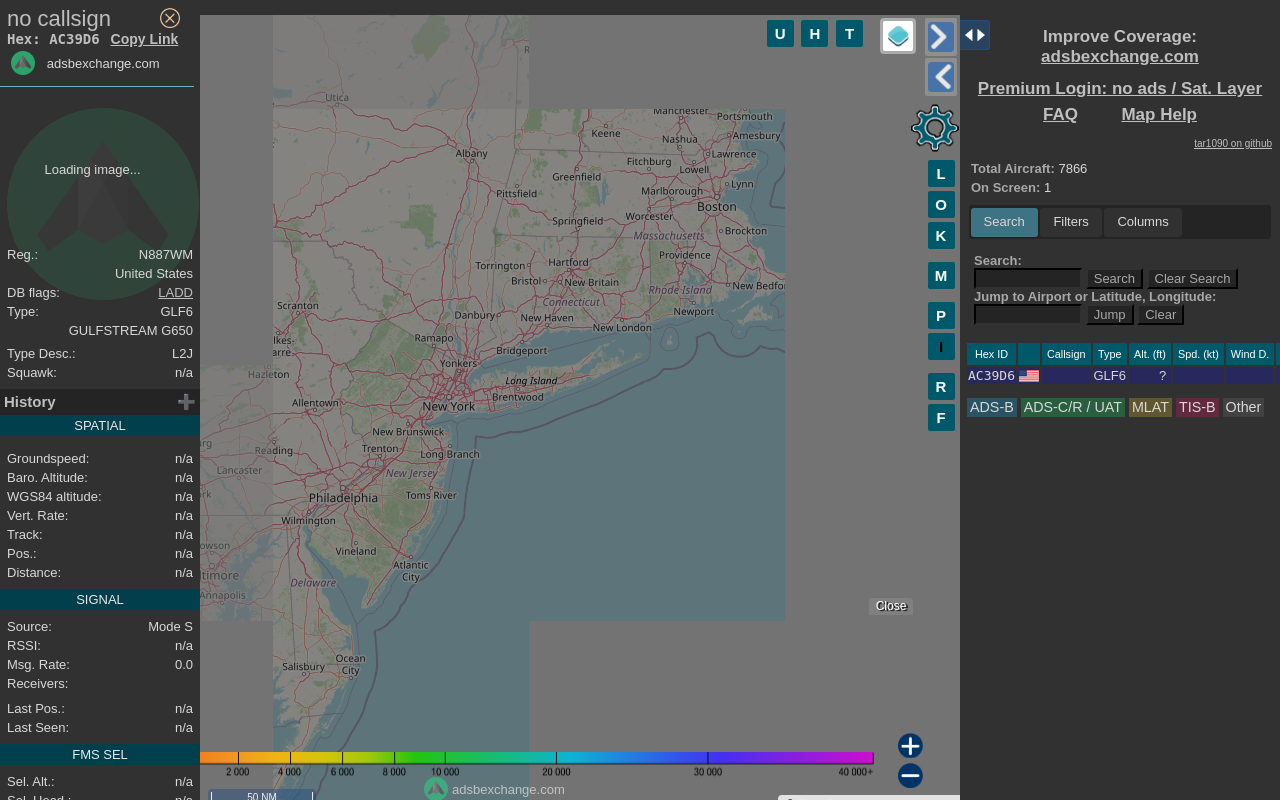 no callsign
Hex: AC39D6 Copy Link
adsbexchange.com
Loading image...
Reg.: N887WM
United States
DB flags: LADD
Type: GLF6
GULFSTREAM G650
Type Desc.: L2J
Squawk: n/a
History
SPATIAL
Groundspeed: n/a
Baro. Altitude: n/a
WGS84 altitude: n/a
Vert. Rate: n/a
Track: n/a
Pos.: n/a
Distance: n/a
SIGNAL
Source: Mode S
RSSI: n/a
Msg. Rate: 0.0
Receivers:
Last Pos.: n/a
Last Seen: n/a
FMS SEL
Sel. Alt.: n/a
Sel. Head.: n/a
U H T
L
O
K
M
P
I
R
F
Utica
Albany
Manchester
Portsmouth
Keene
Nashua
Amesbury
Fitchburg
Lawrence
Greenfield
Lowell
Pittsfield
Marlborough
Lynn
Springfield
Worcester
Boston
Massachusetts
Brockton
Torrington
Hartford
Providence
Bristol
New Britain
Rhode Island
New Bedfor
Scranton
Connecticut
Danbury
New Haven
New London
Newport
lkes-
arre
Ramapo
Bridgeport
Hazleton
Yonkers
Long Island
Allentown
New York
Brentwood
New Brunswick
Reading
Trenton
Long Branch
Lancaster
New Jersey
Philadelphia
Toms River
Wilmington
Vineland
Atlantic
City
Delaware
ltimore
Annapolis
Ocean
City
Salisbury
Close
2 000 4 000 6 000 8 000 10 000 20 000 30 000 40 000+
50 NM
adsbexchange.com
Improve Coverage:
adsbexchange.com
Premium Login: no ads / Sat. Layer
FAQ Map Help
tar1090 on github
Total Aircraft: 7866
On Screen: 1
Search Filters Columns
Search:
Search Clear Search
Jump to Airport or Latitude, Longitude:
Jump Clear
Hex ID Callsign Type Alt. (ft) Spd. (kt) Wind D.
AC39D6 GLF6 ?
ADS-B ADS-C/R / UAT MLAT TIS-B Other